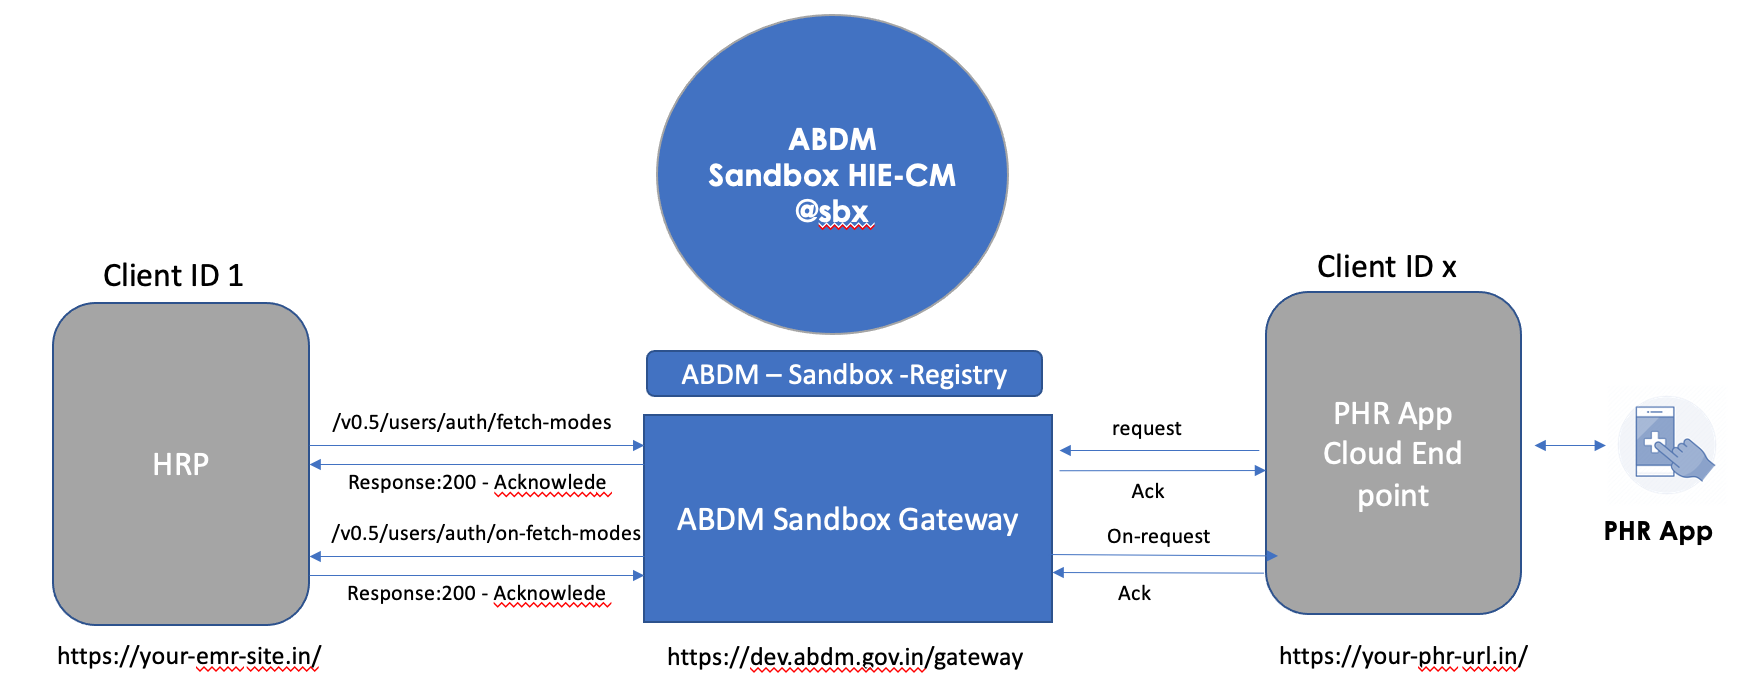 ABDM
Sandbox HIE-CM
@sbx
Client ID 1
Client ID x
ABDM – Sandbox -Registry
HRP
/v0.5/users/auth/fetch-modes
Response:200 - Acknowlede
/v0.5/users/auth/on-fetch-modes
Response:200 - Acknowlede
ABDM Sandbox Gateway
request
Ack
On-request
Ack
PHR App
Cloud End
point
PHR App
https://your-emr-site.in/
https://dev.abdm.gov.in/gateway
https://your-phr-url.in/